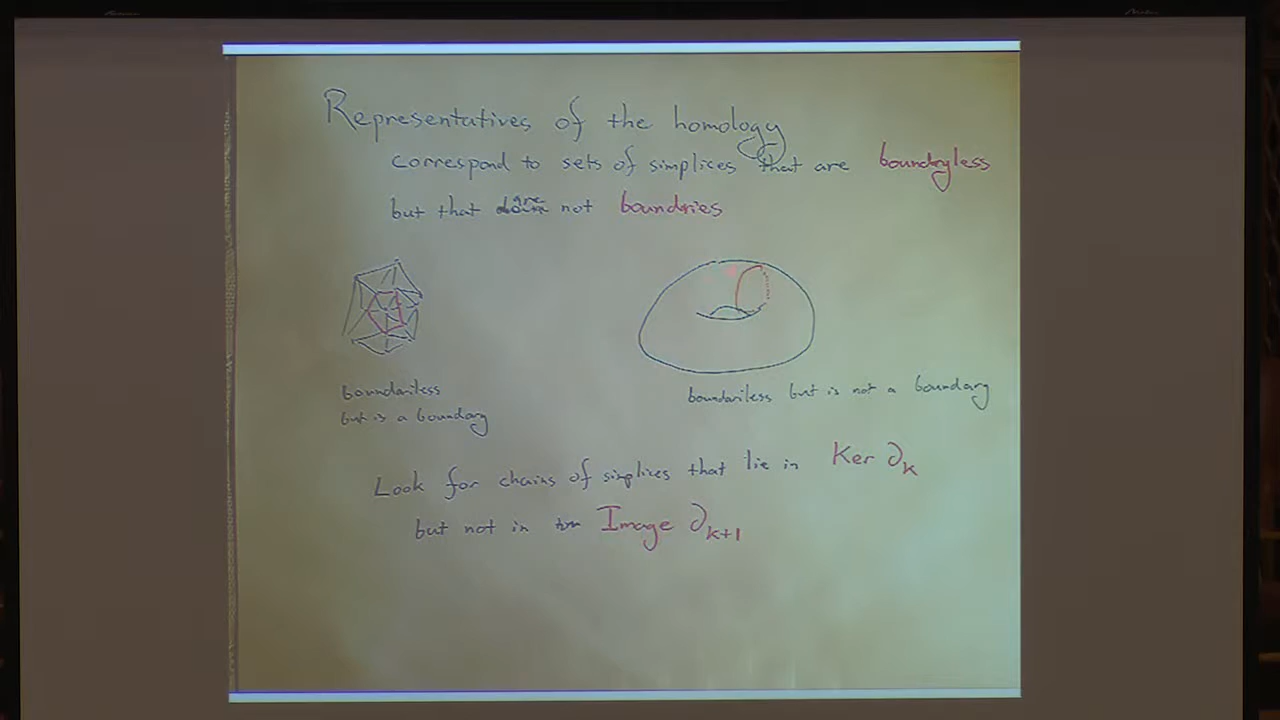 Representatives of the homology
correspond to sets of simplices that are boundryless
but that are not boundries
boundariless
but is a boundary
boundariless but is not a boundary
Look for chains of simplices that lie in Ker ∂k
but not in Image ∂k+1